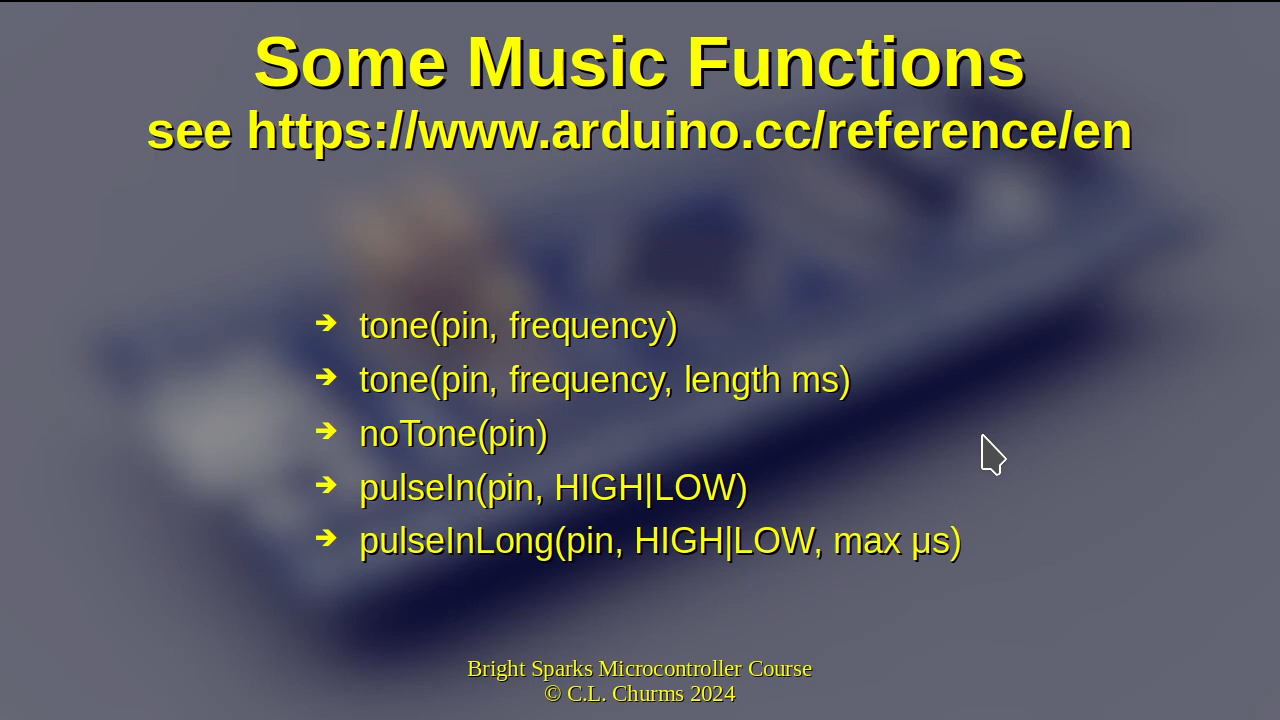 Some Music Functions
see https://www.arduino.cc/reference/en
➔ tone(pin, frequency)
➔ tone(pin, frequency, length ms)
➔ noTone(pin)
➔ pulseIn(pin, HIGH|LOW)
➔ pulseInLong(pin, HIGH|LOW, max μs)
Bright Sparks Microcontroller Course
© C.L. Churms 2024